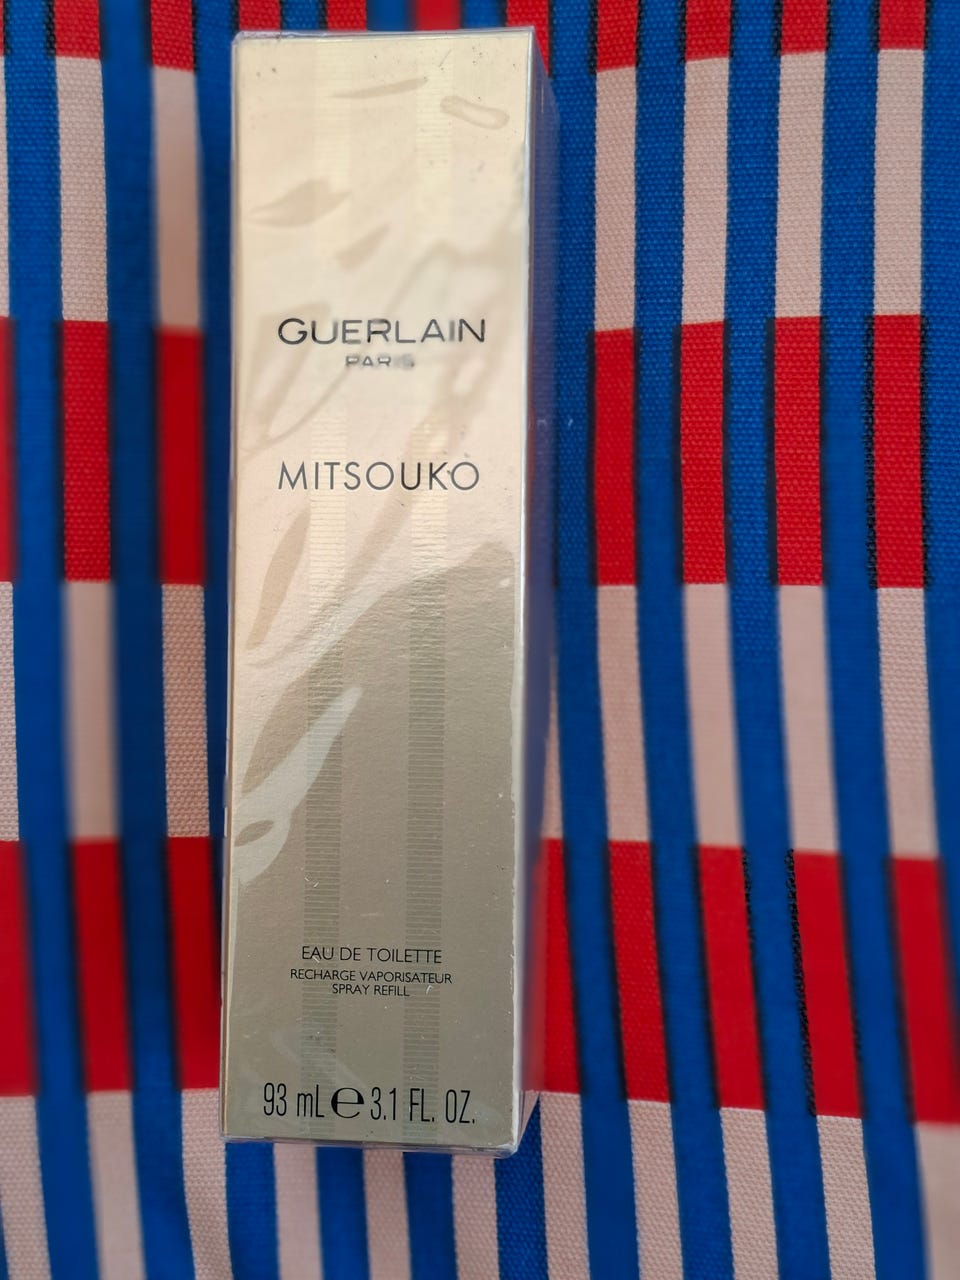 GUERLAIN
PARIS
MITSOUKO
EAU DE TOILETTE
RECHARGE VAPORISATEUR
SPRAY REFILL
93 mL ℮ 3.1 FL. OZ.